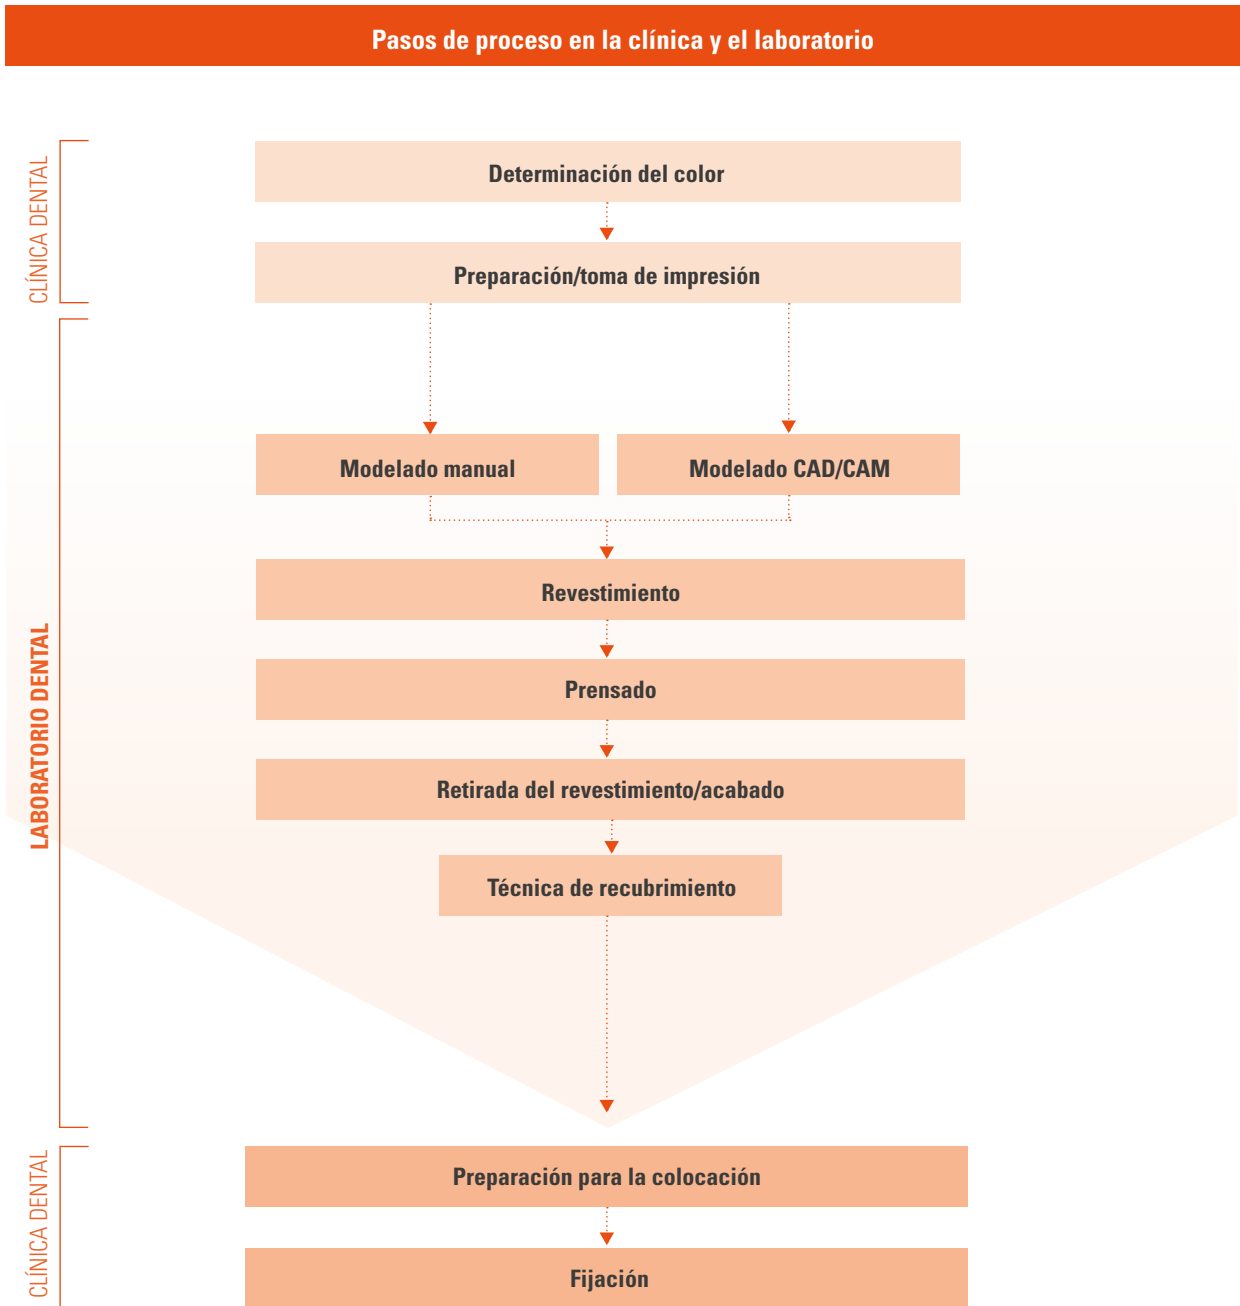 Pasos de proceso en la clínica y el laboratorio
CLÍNICA DENTAL
Determinación del color
Preparación/toma de impresión
LABORATORIO DENTAL
Modelado manual
Modelado CAD/CAM
Revestimiento
Prensado
Retirada del revestimiento/acabado
Técnica de recubrimiento
CLÍNICA DENTAL
Preparación para la colocación
Fijación